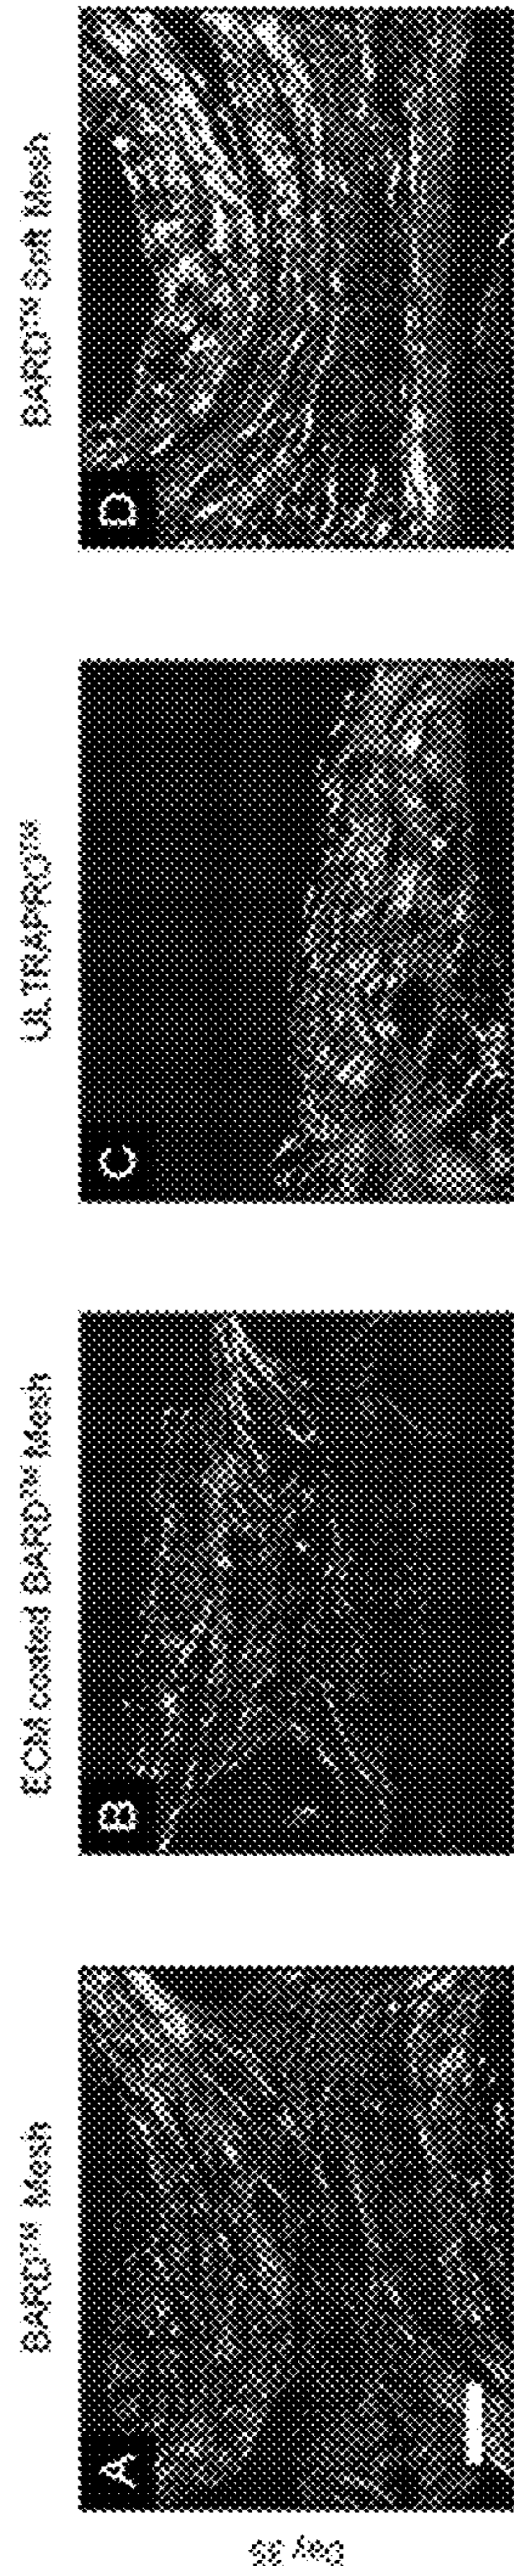 BARD™ Mesh
ECM coated BARD™ Mesh
ULTRAPRO™
BARD™ Soft Mesh
A
B
C
D
Day 35